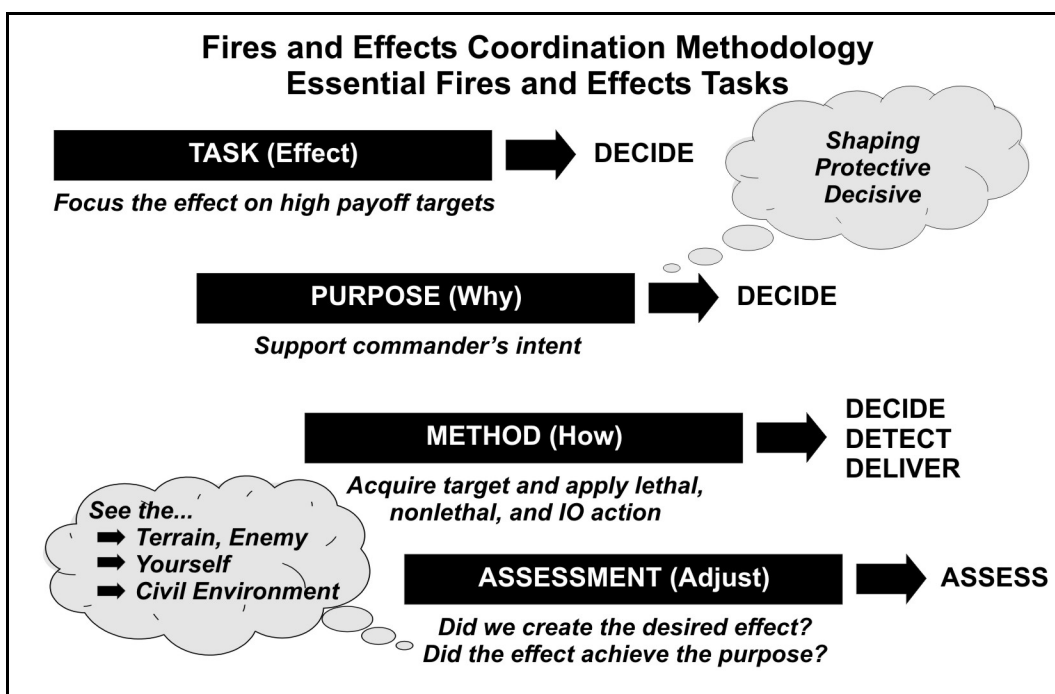 Fires and Effects Coordination Methodology
Essential Fires and Effects Tasks
TASK (Effect)
DECIDE
Focus the effect on high payoff targets
Shaping
Protective
Decisive
PURPOSE (Why)
DECIDE
Support commander's intent
METHOD (How)
DECIDE
DETECT
DELIVER
Acquire target and apply lethal,
nonlethal, and IO action
See the...
Terrain, Enemy
Yourself
Civil Environment
ASSESSMENT (Adjust)
ASSESS
Did we create the desired effect?
Did the effect achieve the purpose?